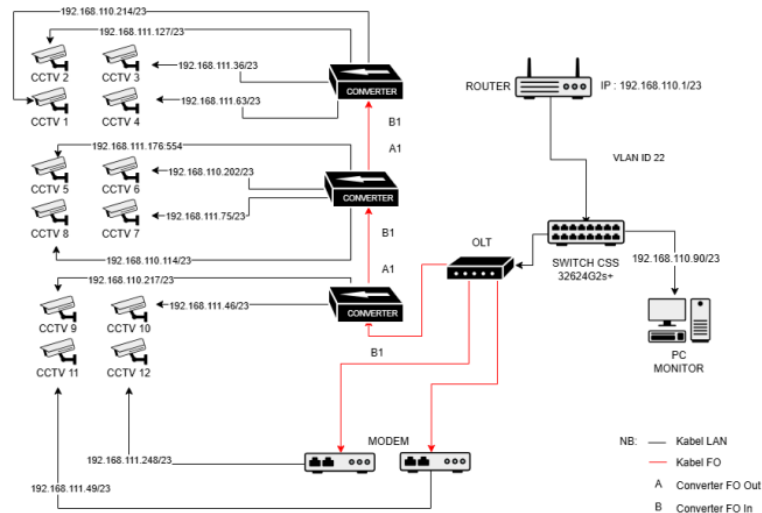 192.168.110.214/23
192.168.111.127/23
CCTV 2
CCTV 3
192.168.111.36/23
CONVERTER
CCTV 1
CCTV 4
192.168.111.63/23
B1
A1
ROUTER
IP : 192.168.110.1/23
VLAN ID 22
192.168.111.176:554
CCTV 5
CCTV 6
192.168.110.202/23
CONVERTER
CCTV 8
CCTV 7
192.168.111.75/23
B1
A1
192.168.110.114/23
OLT
SWITCH CSS
32624G2s+
192.168.110.90/23
192.168.110.217/23
CCTV 9
CCTV 10
192.168.111.46/23
CONVERTER
B1
CCTV 11
CCTV 12
PC
MONITOR
MODEM
192.168.111.248/23
192.168.111.49/23
NB:
Kabel LAN
Kabel FO
A Converter FO Out
B Converter FO In